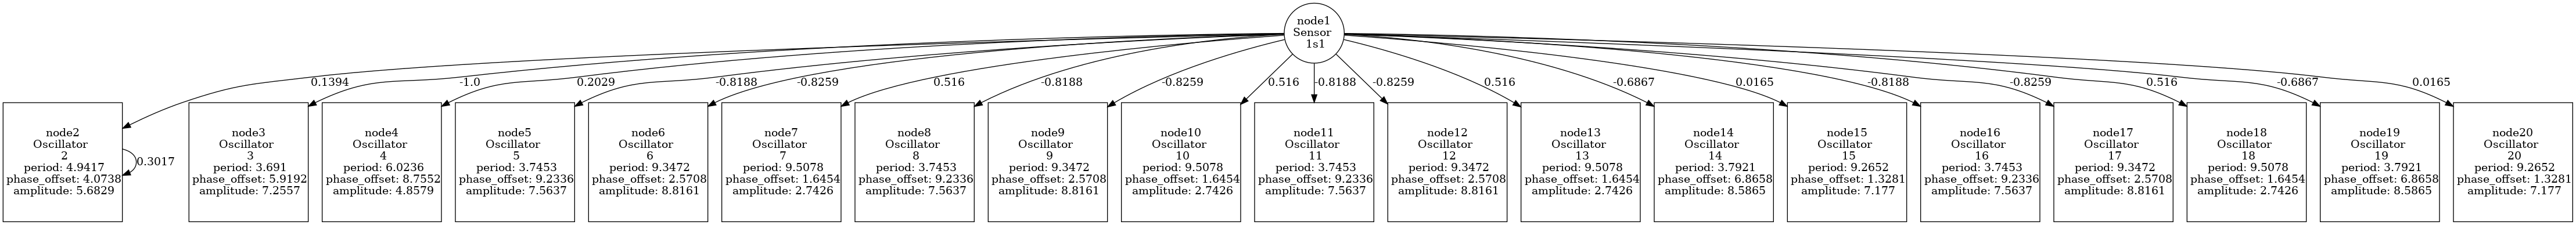 node1
Sensor
1s1
0.1394
-1.0
0.2029
-0.8188
-0.8259
0.516
-0.8188
-0.8259
0.516
-0.8188
-0.8259
0.516
-0.6867
0.0165
-0.8188
-0.8259
0.516
-0.6867
0.0165
node2
Oscillator
2
period: 4.9417
phase_offset: 4.0738
amplitude: 5.6829
0.3017
node3
Oscillator
3
period: 3.691
phase_offset: 5.9192
amplitude: 7.2557
node4
Oscillator
4
period: 6.0236
phase_offset: 8.7552
amplitude: 4.8579
node5
Oscillator
5
period: 3.7453
phase_offset: 9.2336
amplitude: 7.5637
node6
Oscillator
6
period: 9.3472
phase_offset: 2.5708
amplitude: 8.8161
node7
Oscillator
7
period: 9.5078
phase_offset: 1.6454
amplitude: 2.7426
node8
Oscillator
8
period: 3.7453
phase_offset: 9.2336
amplitude: 7.5637
node9
Oscillator
9
period: 9.3472
phase_offset: 2.5708
amplitude: 8.8161
node10
Oscillator
10
period: 9.5078
phase_offset: 1.6454
amplitude: 2.7426
node11
Oscillator
11
period: 3.7453
phase_offset: 9.2336
amplitude: 7.5637
node12
Oscillator
12
period: 9.3472
phase_offset: 2.5708
amplitude: 8.8161
node13
Oscillator
13
period: 9.5078
phase_offset: 1.6454
amplitude: 2.7426
node14
Oscillator
14
period: 3.7921
phase_offset: 6.8658
amplitude: 8.5865
node15
Oscillator
15
period: 9.2652
phase_offset: 1.3281
amplitude: 7.177
node16
Oscillator
16
period: 3.7453
phase_offset: 9.2336
amplitude: 7.5637
node17
Oscillator
17
period: 9.3472
phase_offset: 2.5708
amplitude: 8.8161
node18
Oscillator
18
period: 9.5078
phase_offset: 1.6454
amplitude: 2.7426
node19
Oscillator
19
period: 3.7921
phase_offset: 6.8658
amplitude: 8.5865
node20
Oscillator
20
period: 9.2652
phase_offset: 1.3281
amplitude: 7.177